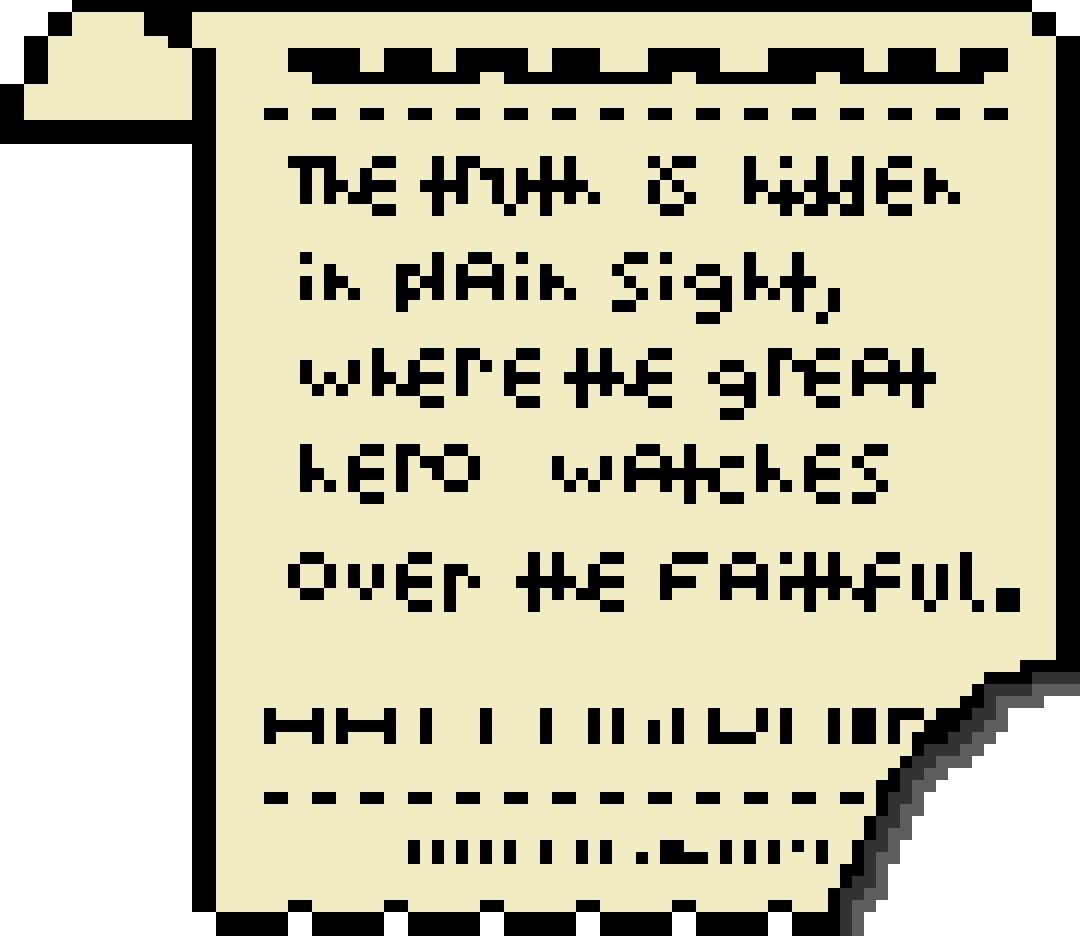 The truth is hidden
in plain sight,
where the great
hero watches
over the faithful.